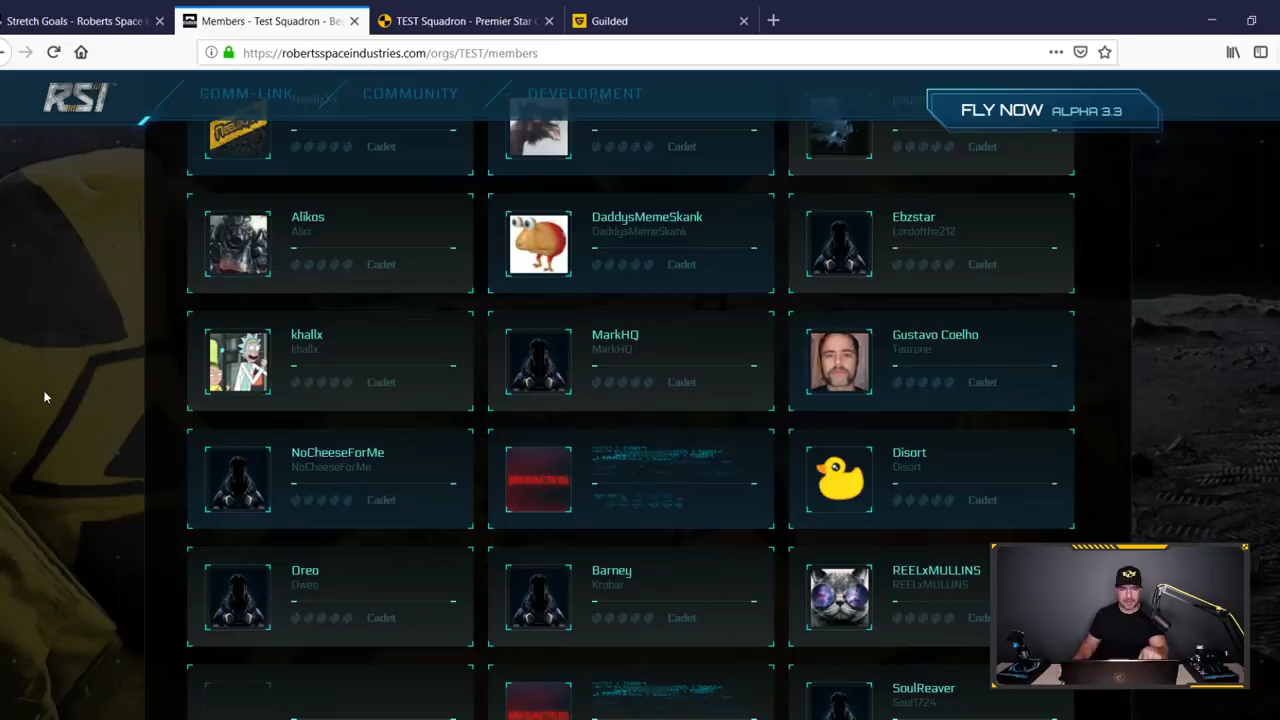 Stretch Goals - Roberts Space
Members - Test Squadron - Be
TEST Squadron - Premier Star
Guilded
https://robertsspaceindustries.com/orgs/TEST/members
RSI
COMM-LINK
COMMUNITY
DEVELOPMENT
FLY NOW ALPHA 3.3
Cadet
Cadet
Cadet
Alikos
Alici
Cadet
DaddysMemeSkank
DaddysMemeSkank
Cadet
Ebzstar
Lordofthe212
Cadet
khallx
khallx
Cadet
MarkHQ
MarkHQ
Cadet
Gustavo Coelho
Taurone
Cadet
NoCheeseForMe
NoCheeseForMe
Cadet
REDACTED
Disort
Disort
Cadet
Oreo
Oweo
Cadet
Barney
Krobar
Cadet
REELxMULLINS
REELxMULLINS
REDACTED
SoulReaver
Soul1724